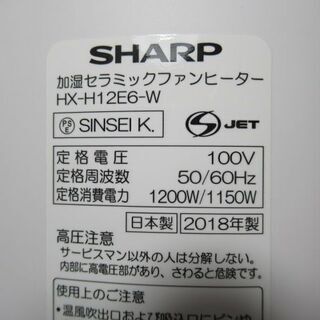 SHARP
加湿セラミックファンヒーター
HX-H12E6-W
PS E SINSEI K. S JET
定格電圧 100V
定格周波数 50/60Hz
定格消費電力 1200W/1150W
日本製 2018年製
高圧注意
サービスマン以外の人は分解しない。
内部に高電圧部があり、さわると危険です。
使用上のご注意